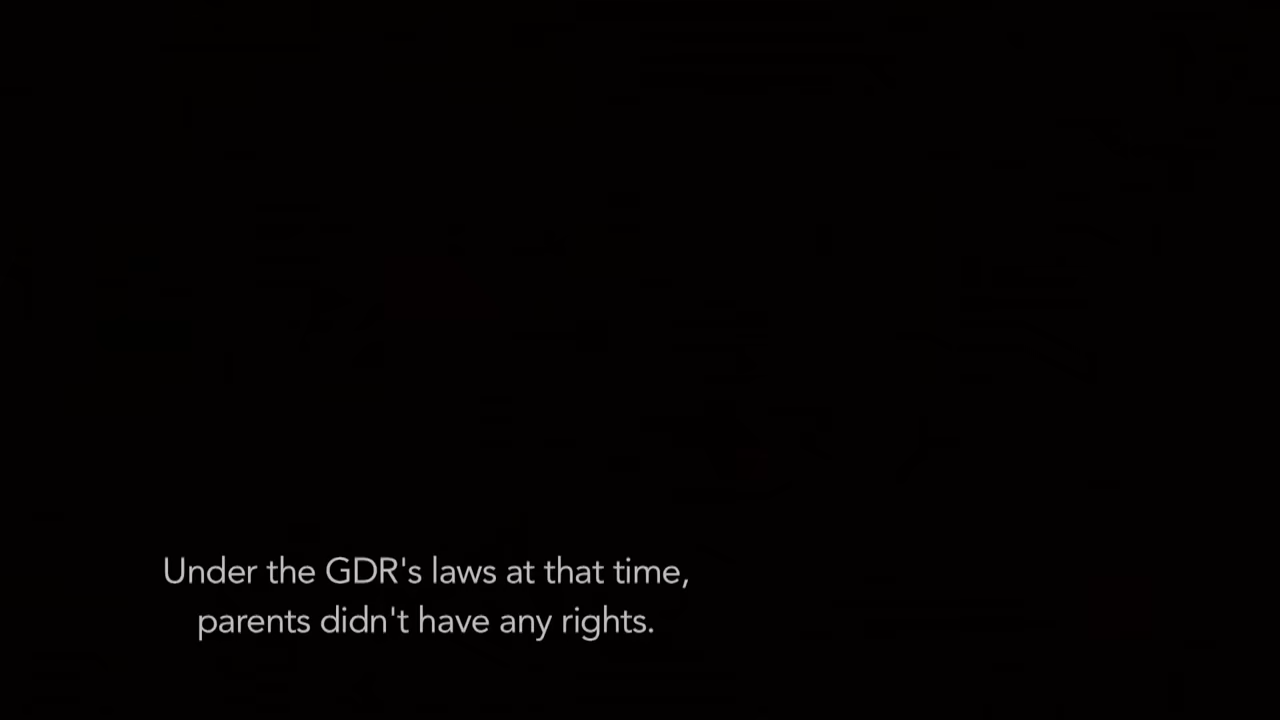 Under the GDR's laws at that time,
parents didn't have any rights.